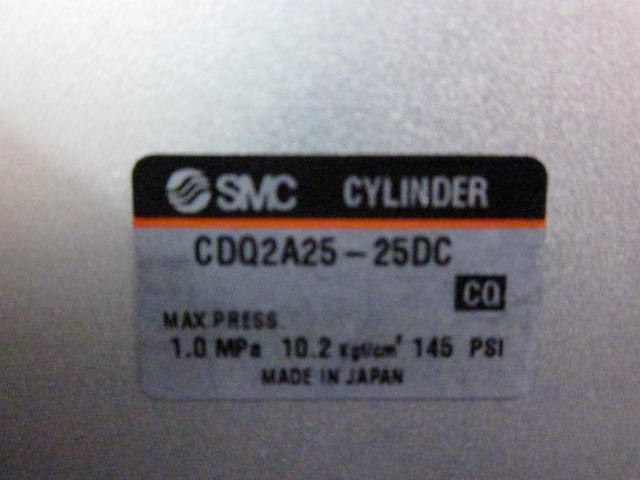 SMC CYLINDER
CDQ2A25-25DC
CQ
MAX.PRESS.
1.0 MPa 10.2 Kgf/cm² 145 PSI
MADE IN JAPAN